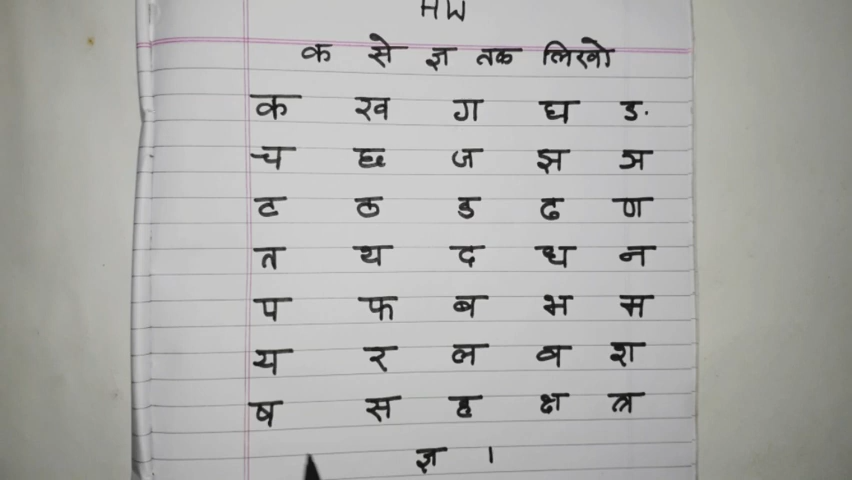 HW
क से ज्ञ तक लिखो
क ख ग घ ङ
च छ ज झ ञ
ट ठ ड ढ ण
त थ द ध न
प फ ब भ म
य र ल व श
ष स ह क्ष त्र
ज्ञ ।